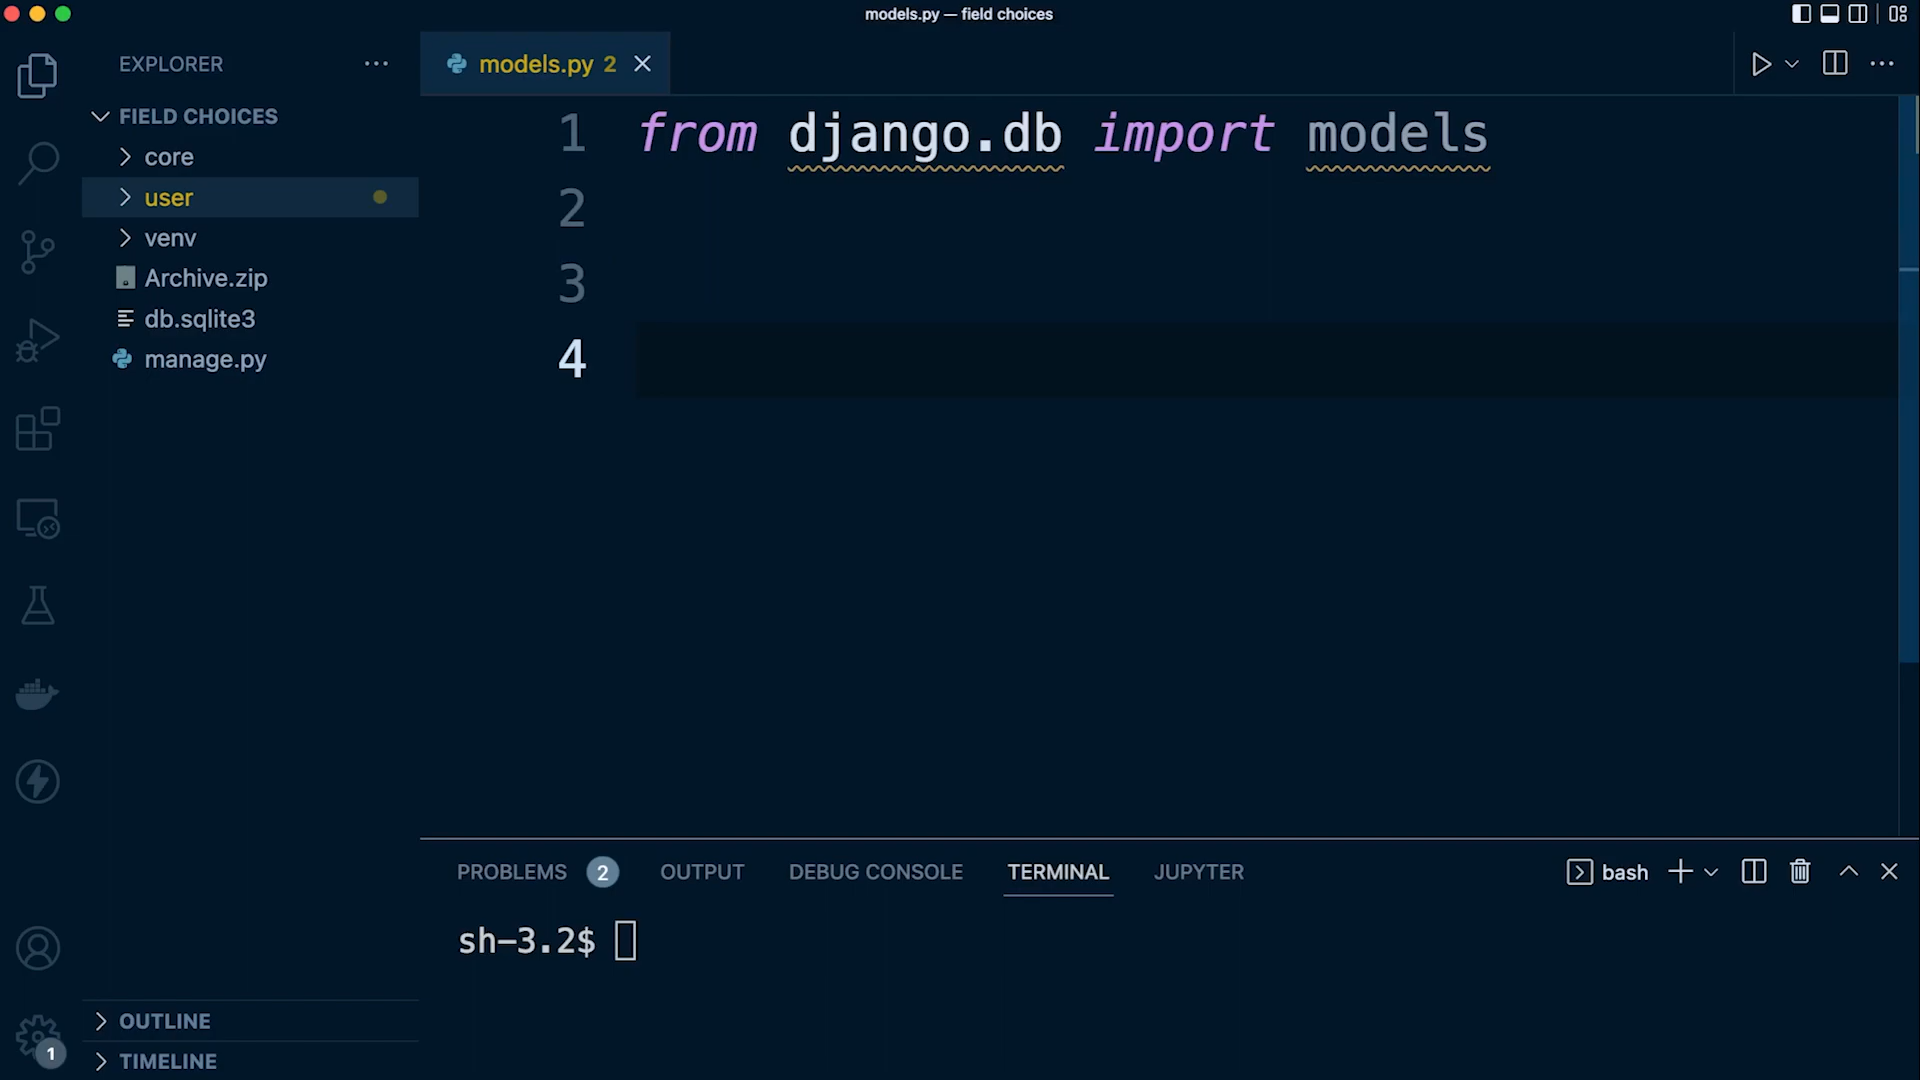 models.py — field choices
EXPLORER
models.py 2
FIELD CHOICES
core
user
venv
Archive.zip
db.sqlite3
manage.py
1 from django.db import models
2
3
4
PROBLEMS 2 OUTPUT DEBUG CONSOLE TERMINAL JUPYTER bash
sh-3.2$
OUTLINE
1
TIMELINE